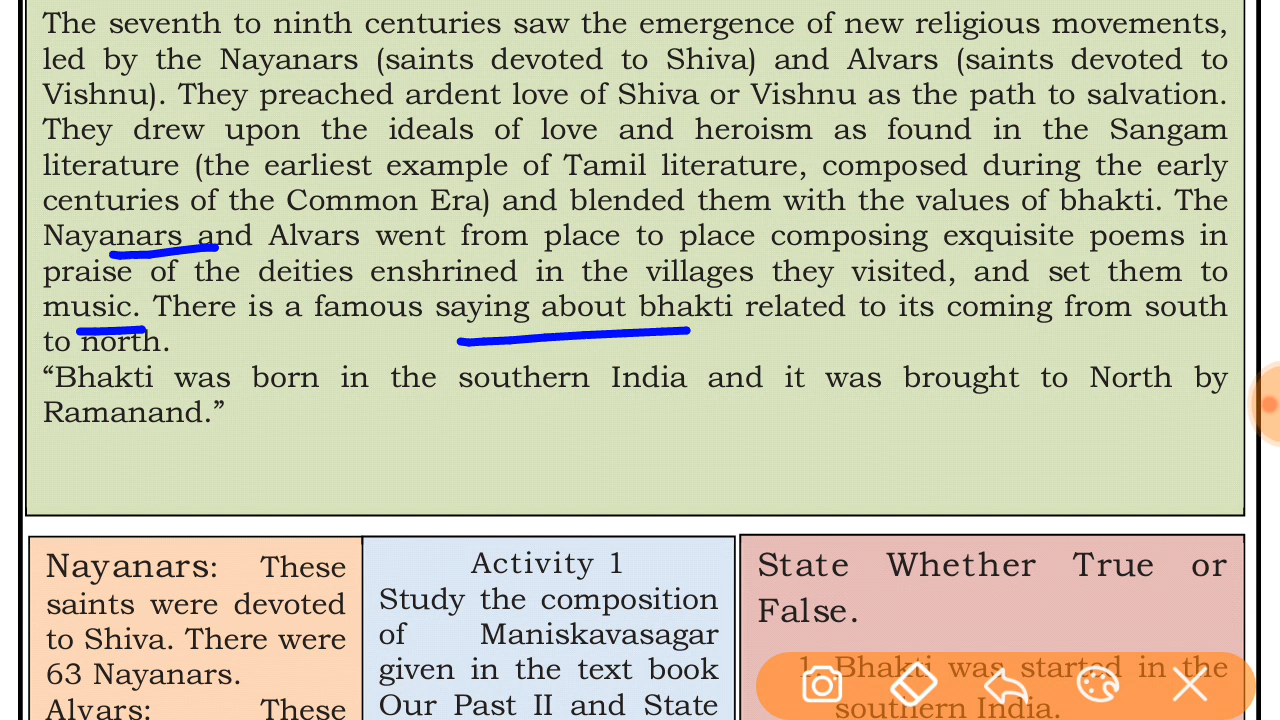 The seventh to ninth centuries saw the emergence of new religious movements,
led by the Nayanars (saints devoted to Shiva) and Alvars (saints devoted to
Vishnu). They preached ardent love of Shiva or Vishnu as the path to salvation.
They drew upon the ideals of love and heroism as found in the Sangam
literature (the earliest example of Tamil literature, composed during the early
centuries of the Common Era) and blended them with the values of bhakti. The
Nayanars and Alvars went from place to place composing exquisite poems in
praise of the deities enshrined in the villages they visited, and set them to
music. There is a famous saying about bhakti related to its coming from south
to north.
“Bhakti was born in the southern India and it was brought to North by
Ramanand.”
Nayanars: These
saints were devoted
to Shiva. There were
63 Nayanars.
Alvars: These
Activity 1
Study the composition
of Maniskavasagar
given in the text book
Our Past II and State
State Whether True or
False.
1. Bhakti was started in the
southern India.